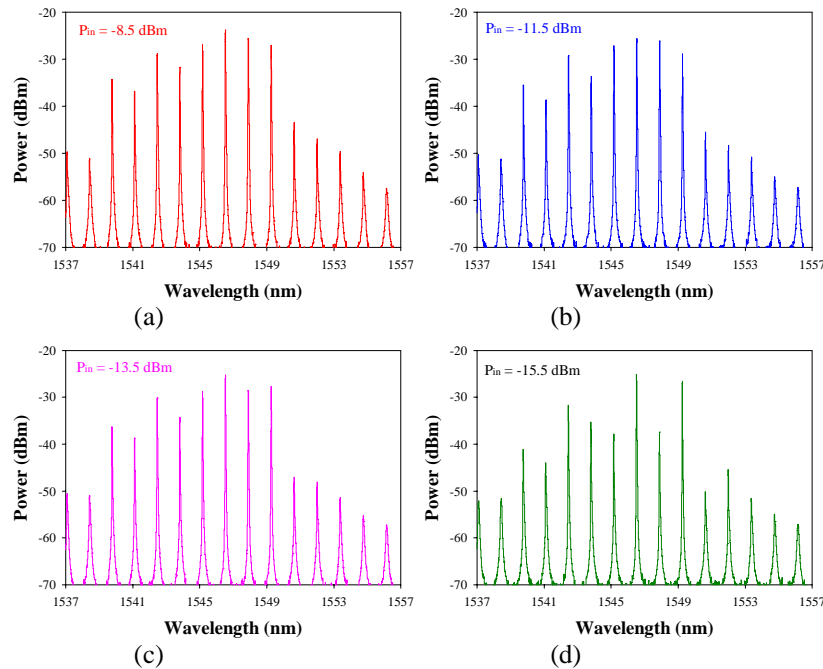 Pin = -8.5 dBm
Power (dBm)
-20
-30
-40
-50
-60
-70
1537 1541 1545 1549 1553 1557
Wavelength (nm)
(a)
Pin = -11.5 dBm
Power (dBm)
-20
-30
-40
-50
-60
-70
1537 1541 1545 1549 1553 1557
Wavelength (nm)
(b)
Pin = -13.5 dBm
Power (dBm)
-20
-30
-40
-50
-60
-70
1537 1541 1545 1549 1553 1557
Wavelength (nm)
(c)
Pin = -15.5 dBm
Power (dBm)
-20
-30
-40
-50
-60
-70
1537 1541 1545 1549 1553 1557
Wavelength (nm)
(d)